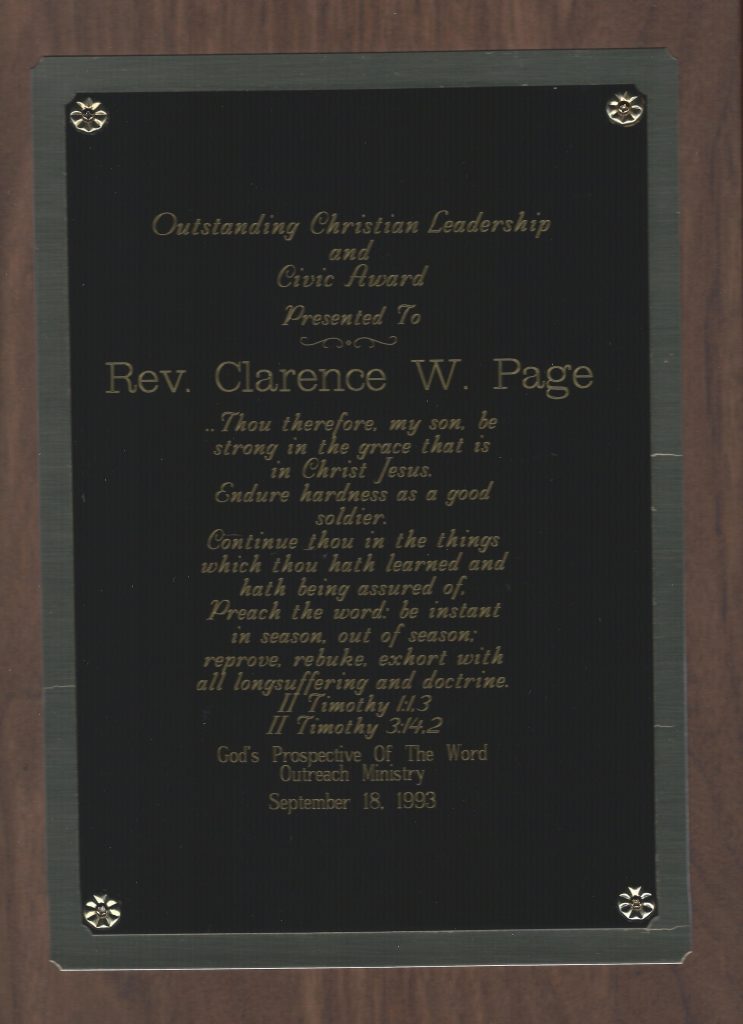 Outstanding Christian Leadership
and
Civic Award
Presented To
Rev. Clarence W. Page
..Thou therefore, my son, be
strong in the grace that is
in Christ Jesus.
Endure hardness as a good
soldier.
Continue thou in the things
which thou hath learned and
hath being assured of.
Preach the word: be instant
in season, out of season;
reprove, rebuke, exhort with
all longsuffering and doctrine.
II Timothy 1:1,3
II Timothy 3:14,2
God's Prospective Of The Word
Outreach Ministry
September 18, 1993